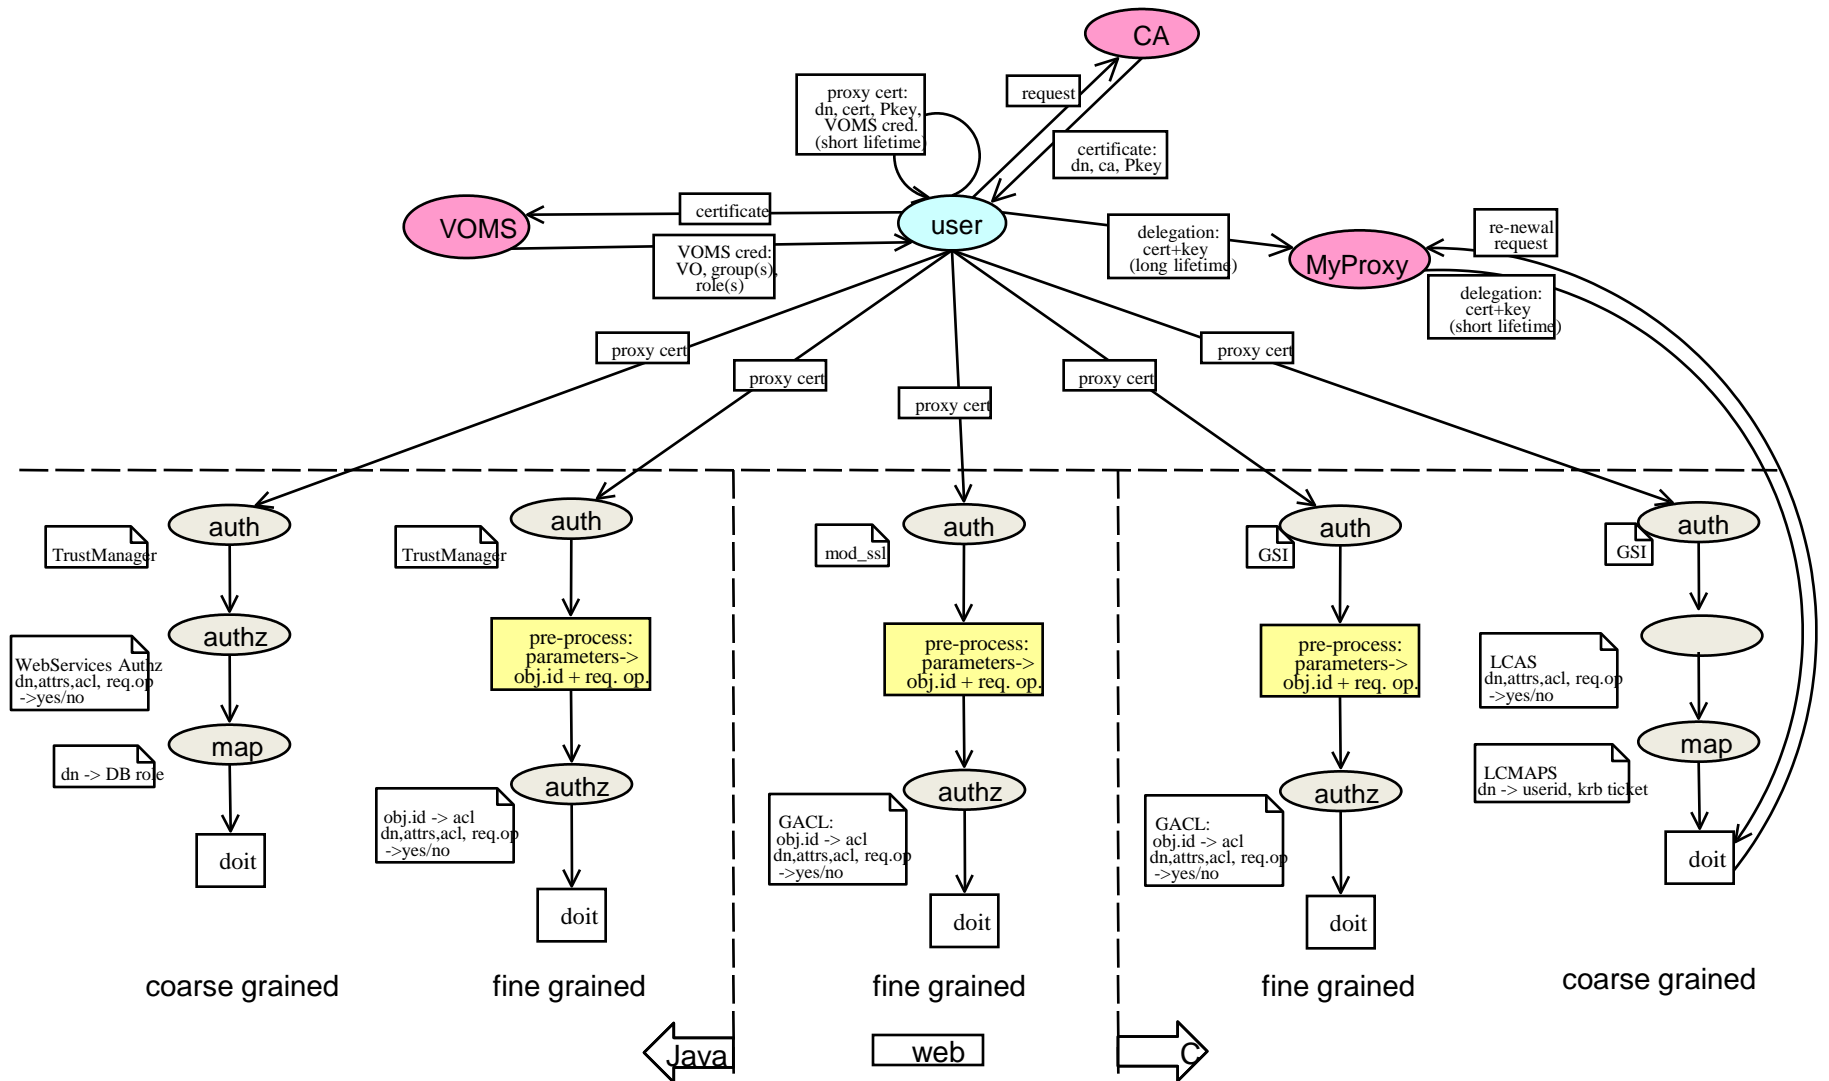 CA
proxy cert:
dn, cert, Pkey,
VOMS cred.
(short lifetime)
request
certificate:
dn, ca, Pkey
VOMS
certificate
user
VOMS cred:
VO, group(s),
role(s)
delegation:
cert+key
(long lifetime)
MyProxy
re-newal
request
delegation:
cert+key
(short lifetime)
proxy cert
proxy cert
proxy cert
proxy cert
proxy cert
auth
TrustManager
authz
WebServices Authz
dn,attrs,acl, req.op
->yes/no
map
dn -> DB role
doit
coarse grained
auth
TrustManager
pre-process:
parameters->
obj.id + req. op.
authz
obj.id -> acl
dn,attrs,acl, req.op
->yes/no
doit
fine grained
auth
mod_ssl
pre-process:
parameters->
obj.id + req. op.
authz
GACL:
obj.id -> acl
dn,attrs,acl, req.op
->yes/no
doit
fine grained
auth
GSI
pre-process:
parameters->
obj.id + req. op.
authz
GACL:
obj.id -> acl
dn,attrs,acl, req.op
->yes/no
doit
fine grained
auth
GSI
LCAS
dn,attrs,acl, req.op
->yes/no
map
LCMAPS
dn -> userid, krb ticket
doit
coarse grained
Java
web
C